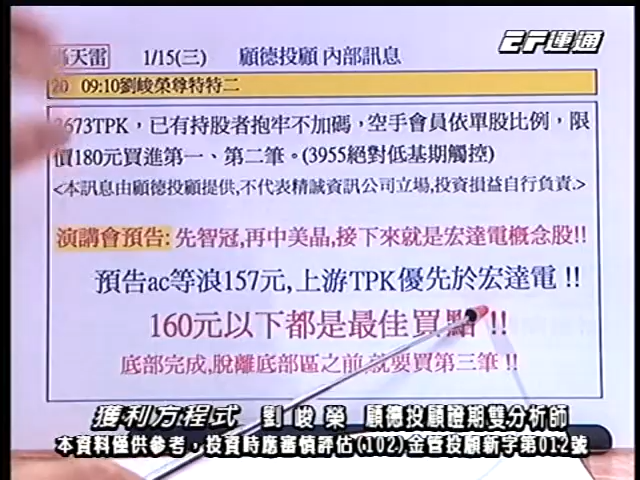 天雷 1/15(三) 顧德投顧 內部訊息
EF運通
20 09:10劉峻榮尊特特二
3673TPK，已有持股者抱牢不加碼，空手會員依單股比例，限
價180元買進第一、第二筆。(3955絕對低基期觸控)
<本訊息由顧德投顧提供,不代表精誠資訊公司立場,投資損益自行負責.>
演講會預告: 先智冠,再中美晶,接下來就是宏達電概念股!!
預告ac等浪157元,上游TPK優先於宏達電 !!
160元以下都是最佳買點 !!
底部完成,脫離底部區之前,就要買第三筆 !!
獲利方程式 劉峻榮 顧德投顧證期雙分析師
本資料僅供參考，投資時應審慎評估(102)金管投顧新字第012號